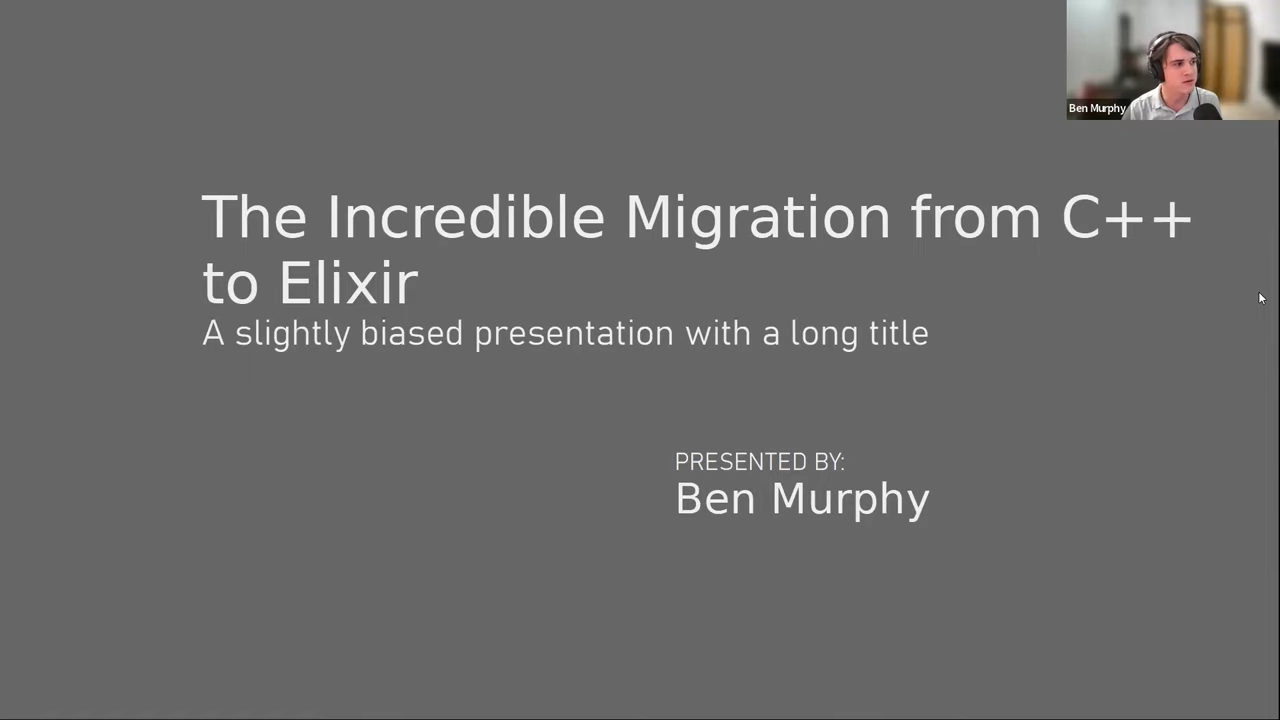 Ben Murphy
The Incredible Migration from C++
to Elixir
A slightly biased presentation with a long title
PRESENTED BY:
Ben Murphy